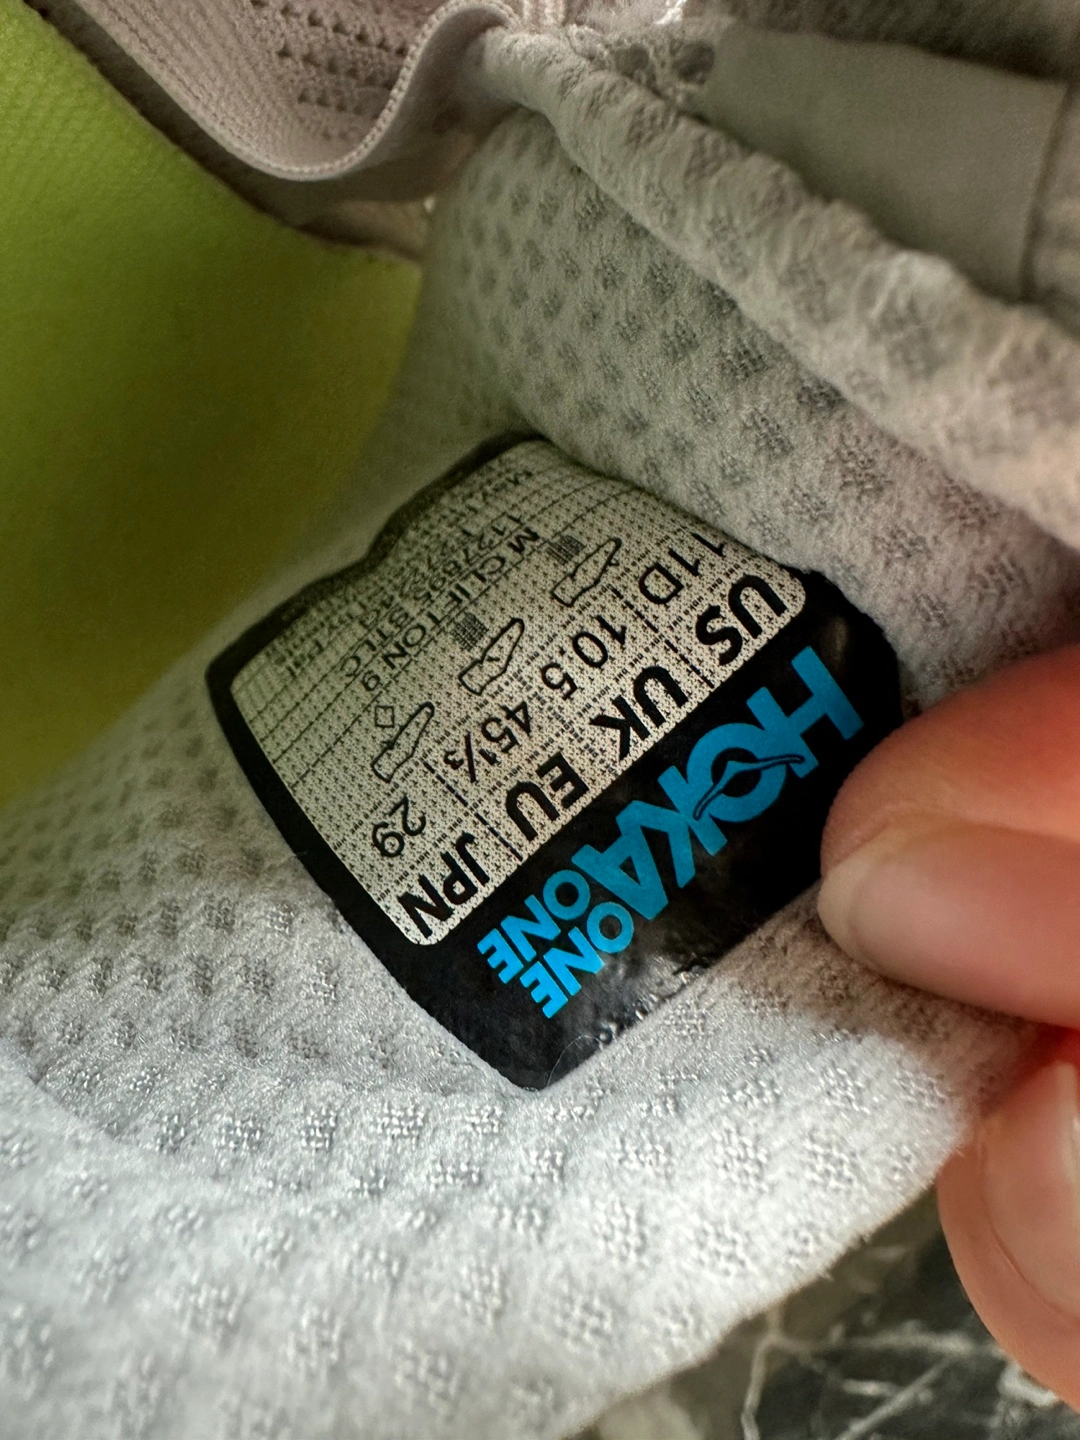 HOKA
ONE
ONE
US UK EU JPN
11D 10.5 45⅓ 29
M CLIFTON 9
1127895 BTLC